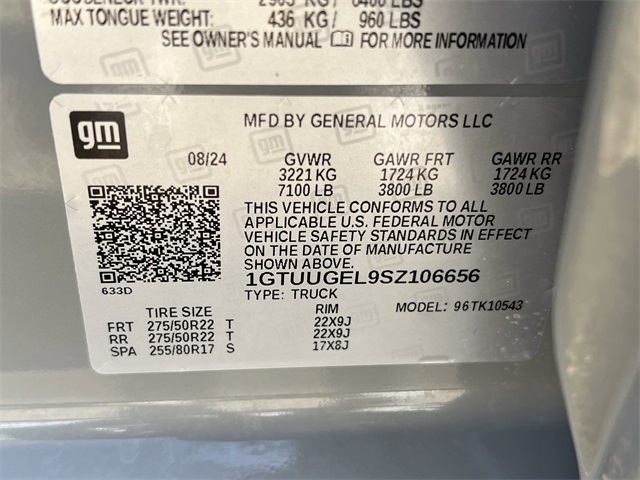 MAX TONGUE WEIGHT: 436 KG/ 960 LBS
SEE OWNER'S MANUAL FOR MORE INFORMATION
gm
MFD BY GENERAL MOTORS LLC
08/24 GVWR GAWR FRT GAWR RR
3221 KG 1724 KG 1724 KG
7100 LB 3800 LB 3800 LB
THIS VEHICLE CONFORMS TO ALL
APPLICABLE U.S. FEDERAL MOTOR
VEHICLE SAFETY STANDARDS IN EFFECT
ON THE DATE OF MANUFACTURE
SHOWN ABOVE.
1GTUUGEL9SZ106656
633D
TYPE: TRUCK MODEL: 96TK10543
TIRE SIZE RIM
FRT 275/50R22 T 22X9J
RR 275/50R22 T 22X9J
SPA 255/80R17 S 17X8J